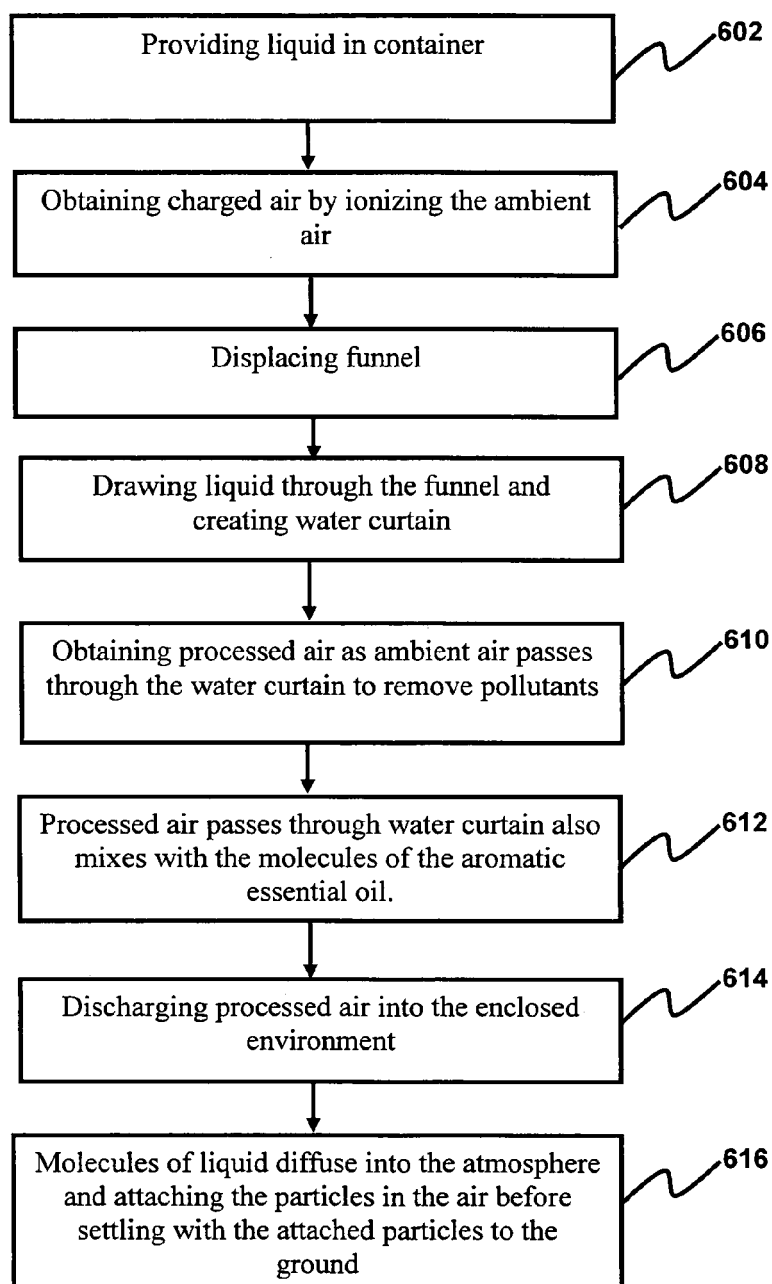 Providing liquid in container
602
Obtaining charged air by ionizing the ambient
air
604
Displacing funnel
606
Drawing liquid through the funnel and
creating water curtain
608
Obtaining processed air as ambient air passes
through the water curtain to remove pollutants
610
Processed air passes through water curtain also
mixes with the molecules of the aromatic
essential oil.
612
Discharging processed air into the enclosed
environment
614
Molecules of liquid diffuse into the atmosphere
and attaching the particles in the air before
settling with the attached particles to the
ground
616